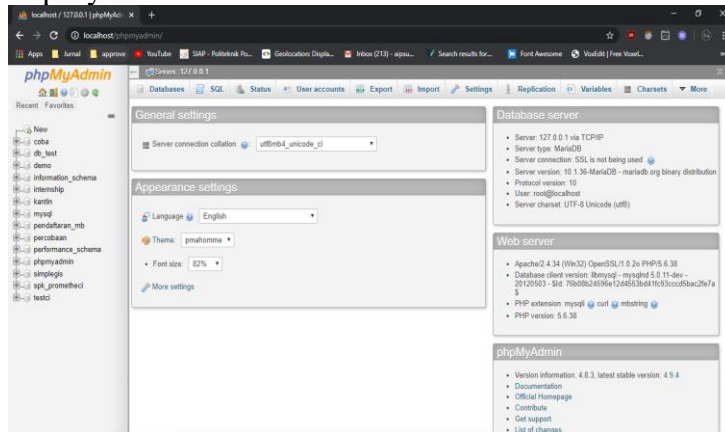 localhost / 127.0.0.1 | phpMyAd
localhost/phpmyadmin/
Apps Jurnal approve YouTube SIAP - Politeknik Po... Geolocation: Displa... Inbox (213) - aipsu... Search results for... Font Awesome VoxEdit | Free Voxel...
phpMyAdmin
Recent Favorites
New
coba
db_test
demo
information_schema
internship
kantin
mysql
pendaftaran_mb
percobaan
performance_schema
phpmyadmin
simplegis
spk_prometheci
testci
Server: 127.0.0.1
Databases SQL Status User accounts Export Import Settings Replication Variables Charsets More
General settings
Server connection collation utf8mb4_unicode_ci
Appearance settings
Language English
Theme: pmahomme
Font size: 82%
More settings
Database server
Server: 127.0.0.1 via TCP/IP
Server type: MariaDB
Server connection: SSL is not being used
Server version: 10.1.36-MariaDB - mariadb.org binary distribution
Protocol version: 10
User: root@localhost
Server charset: UTF-8 Unicode (utf8)
Web server
Apache/2.4.34 (Win32) OpenSSL/1.0.2o PHP/5.6.38
Database client version: libmysql - mysqlnd 5.0.11-dev -
20120503 - $Id: 76b08b24596e12d4553bd41fc93cccd5bac2fe7a
$
PHP extension: mysqli curl mbstring
PHP version: 5.6.38
phpMyAdmin
Version information: 4.8.3, latest stable version: 4.9.4
Documentation
Official Homepage
Contribute
Get support
List of changes